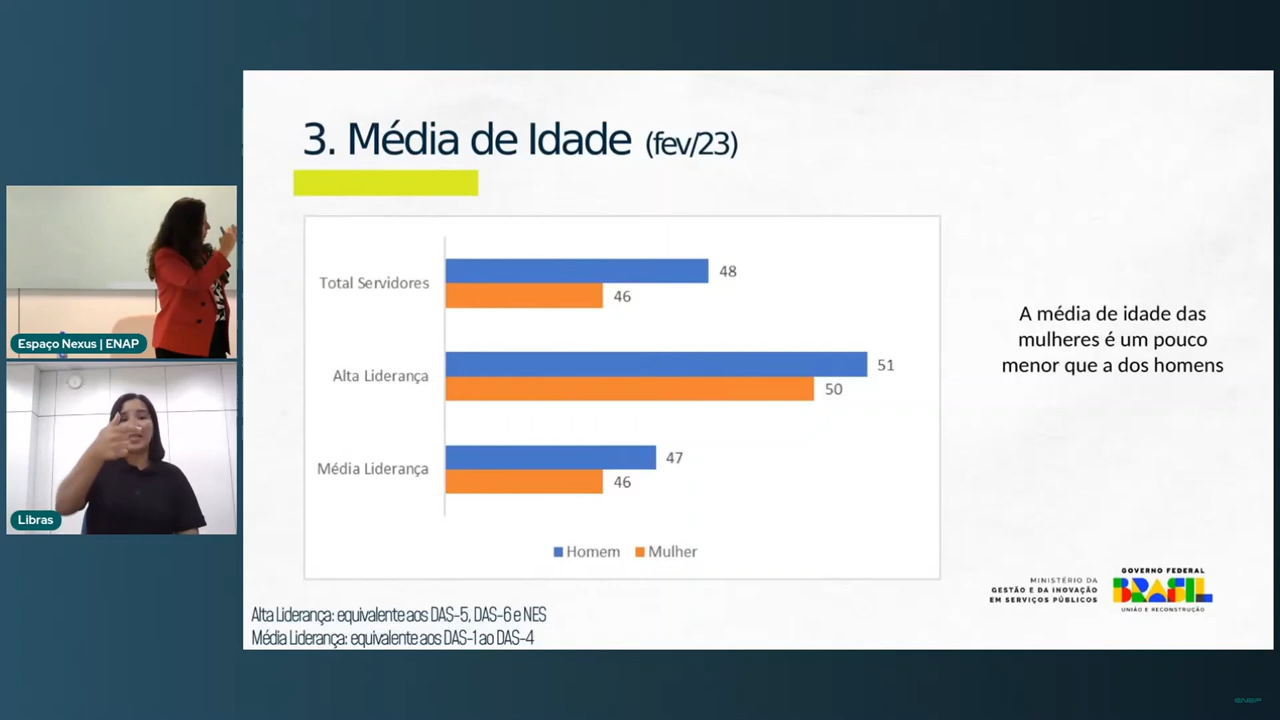 3. Média de Idade (fev/23)
Total Servidores
48
46
Alta Liderança
51
50
Média Liderança
47
46
Homem Mulher
A média de idade das
mulheres é um pouco
menor que a dos homens
Alta Liderança: equivalente aos DAS-5, DAS-6 e NES
Média Liderança: equivalente aos DAS-1 ao DAS-4
MINISTÉRIO DA
GESTÃO E DA INOVAÇÃO
EM SERVIÇOS PÚBLICOS
GOVERNO FEDERAL
BRASIL
UNIÃO E RECONSTRUÇÃO
Espaço Nexus | ENAP
Libras
enap